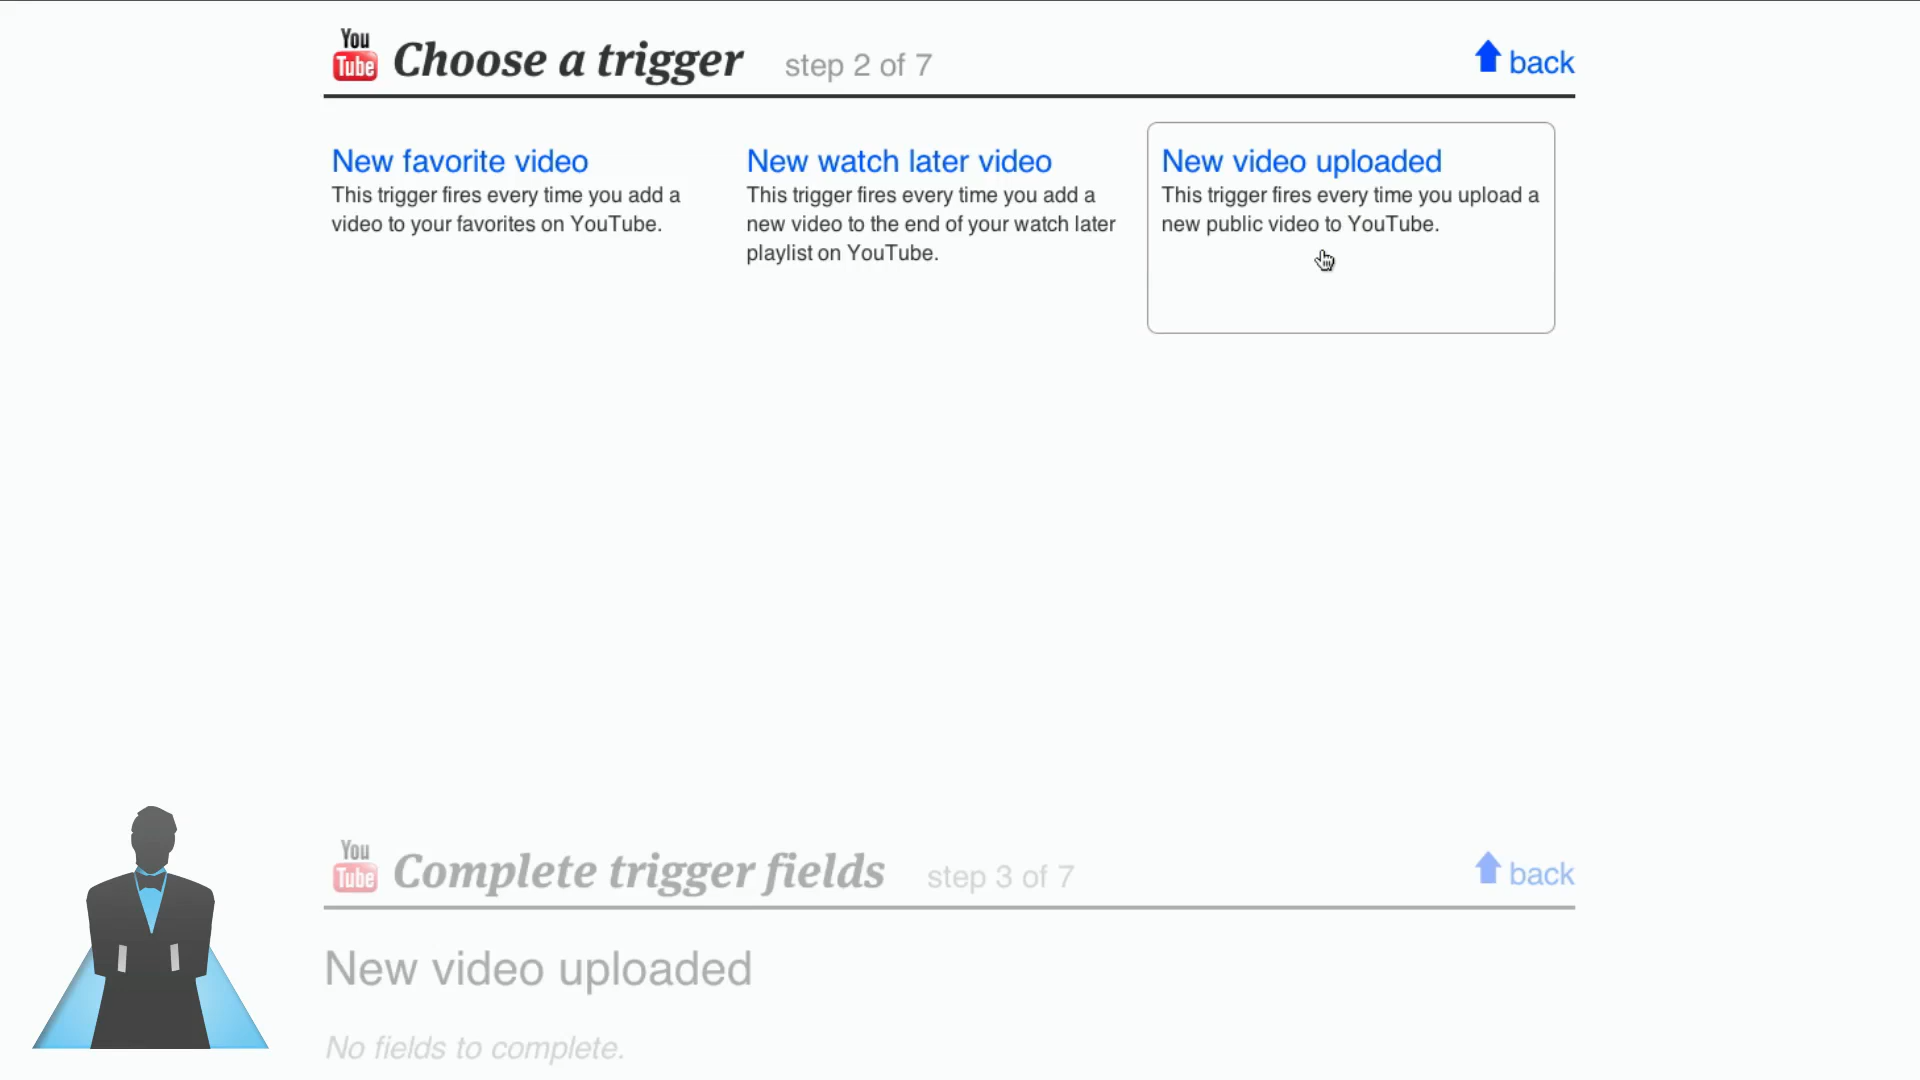 You
Tube
Choose a trigger step 2 of 7 back
New favorite video
This trigger fires every time you add a
video to your favorites on YouTube.
New watch later video
This trigger fires every time you add a
new video to the end of your watch later
playlist on YouTube.
New video uploaded
This trigger fires every time you upload a
new public video to YouTube.
You
Tube
Complete trigger fields step 3 of 7 back
New video uploaded
No fields to complete.